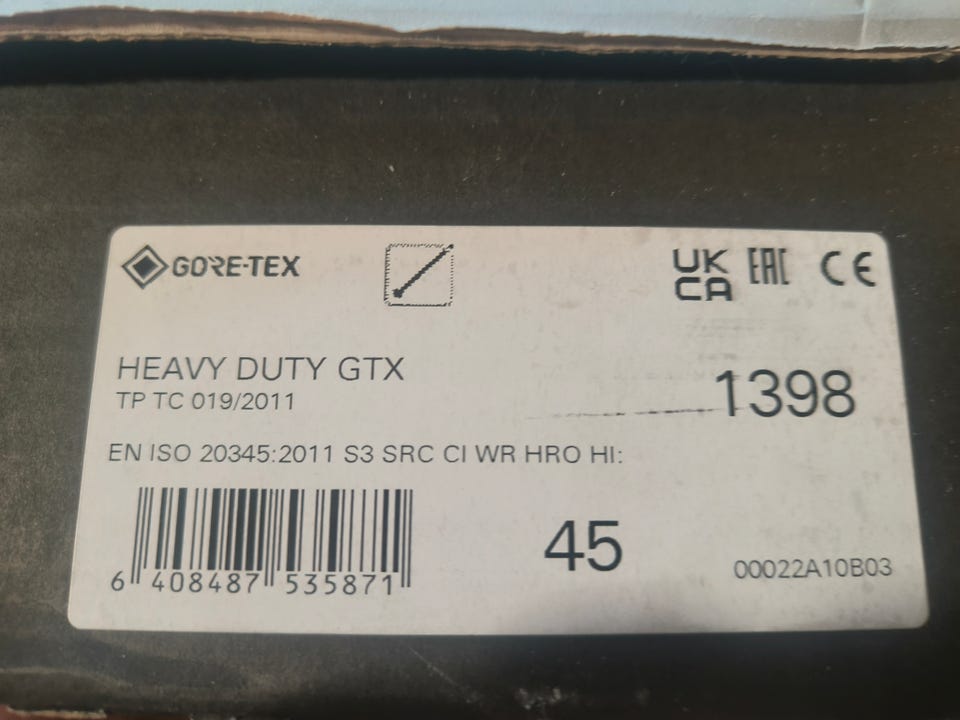 GORE-TEX
UK
CA
EAC
CE
HEAVY DUTY GTX
TP TC 019/2011
1398
EN ISO 20345:2011 S3 SRC CI WR HRO HI:
6 408487 535871
45
00022A10B03